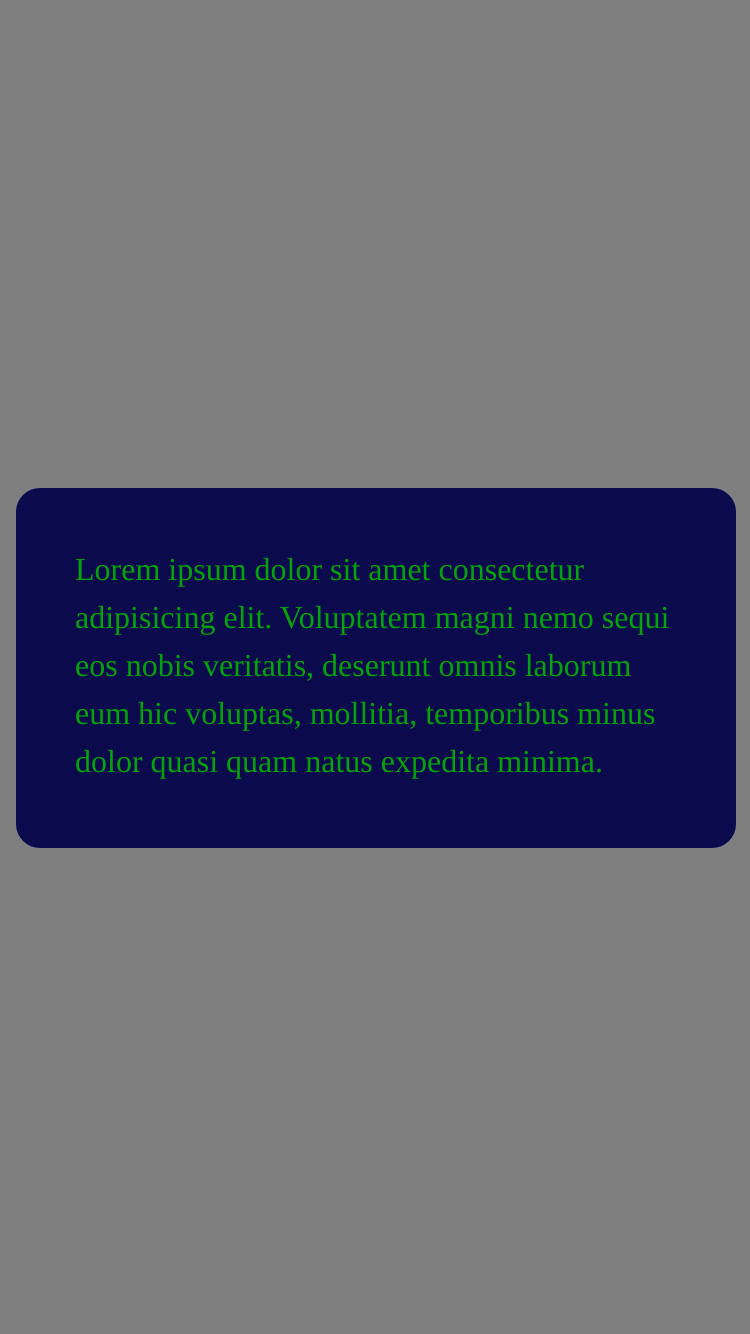 Lorem ipsum dolor sit amet consectetur
adipisicing elit. Voluptatem magni nemo sequi
eos nobis veritatis, deserunt omnis laborum
eum hic voluptas, mollitia, temporibus minus
dolor quasi quam natus expedita minima.